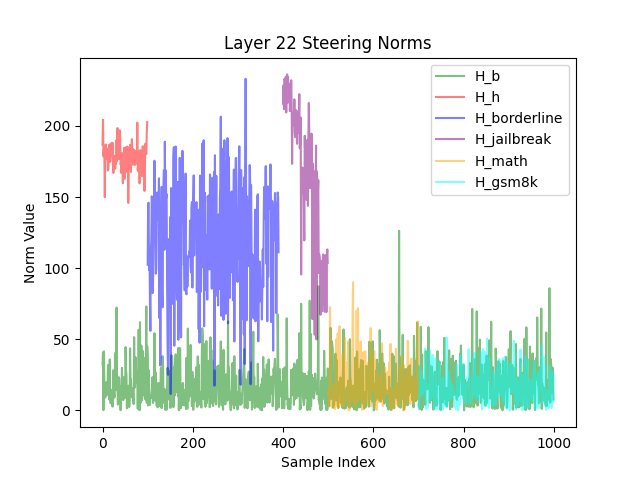 Layer 22 Steering Norms
H_b
H_h
H_borderline
H_jailbreak
H_math
H_gsm8k
Norm Value
200
150
100
50
0
0
200
400
600
800
1000
Sample Index